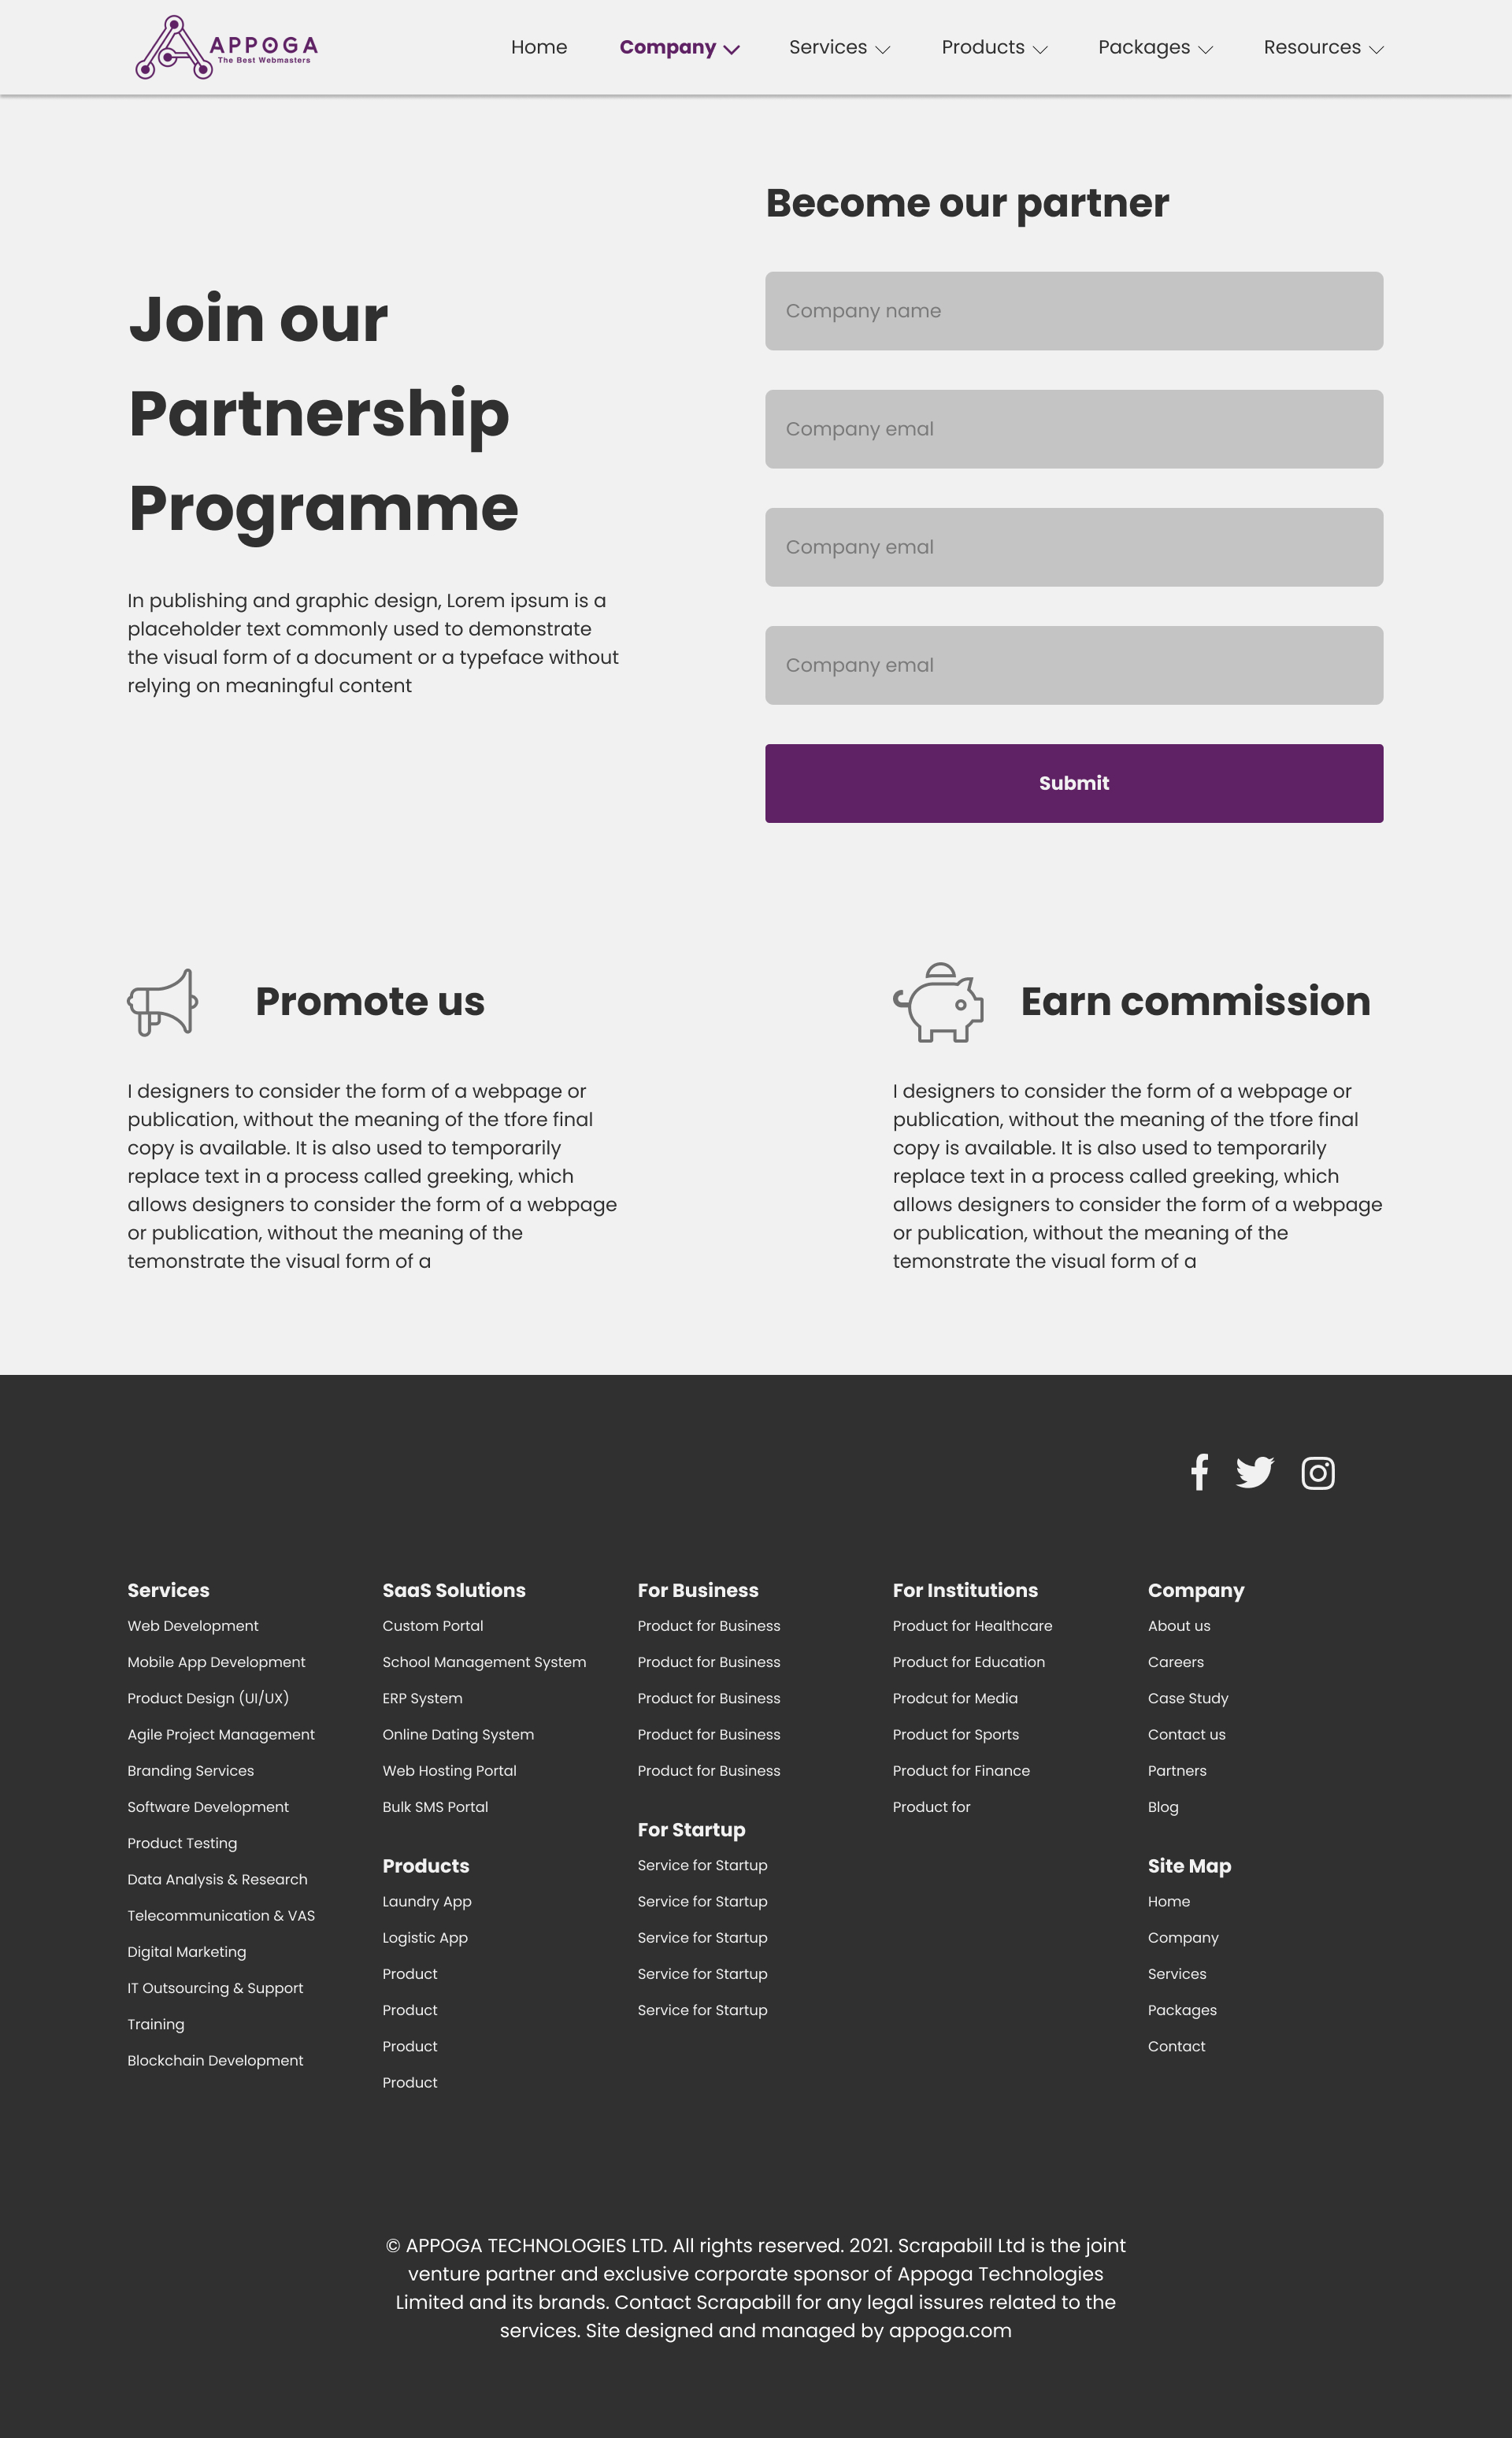 APPOGA
The Best Webmasters
Home
Company
Services
Products
Packages
Resources
Join our
Partnership
Programme
In publishing and graphic design, Lorem ipsum is a
placeholder text commonly used to demonstrate
the visual form of a document or a typeface without
relying on meaningful content
Become our partner
Company name
Company emal
Company emal
Company emal
Submit
Promote us
I designers to consider the form of a webpage or
publication, without the meaning of the tfore final
copy is available. It is also used to temporarily
replace text in a process called greeking, which
allows designers to consider the form of a webpage
or publication, without the meaning of the
temonstrate the visual form of a
Earn commission
I designers to consider the form of a webpage or
publication, without the meaning of the tfore final
copy is available. It is also used to temporarily
replace text in a process called greeking, which
allows designers to consider the form of a webpage
or publication, without the meaning of the
temonstrate the visual form of a
Services
Web Development
Mobile App Development
Product Design (UI/UX)
Agile Project Management
Branding Services
Software Development
Product Testing
Data Analysis & Research
Telecommunication & VAS
Digital Marketing
IT Outsourcing & Support
Training
Blockchain Development
SaaS Solutions
Custom Portal
School Management System
ERP System
Online Dating System
Web Hosting Portal
Bulk SMS Portal
Products
Laundry App
Logistic App
Product
Product
Product
Product
For Business
Product for Business
Product for Business
Product for Business
Product for Business
Product for Business
For Startup
Service for Startup
Service for Startup
Service for Startup
Service for Startup
Service for Startup
For Institutions
Product for Healthcare
Product for Education
Prodcut for Media
Product for Sports
Product for Finance
Product for
Company
About us
Careers
Case Study
Contact us
Partners
Blog
Site Map
Home
Company
Services
Packages
Contact
© APPOGA TECHNOLOGIES LTD. All rights reserved. 2021. Scrapabill Ltd is the joint
venture partner and exclusive corporate sponsor of Appoga Technologies
Limited and its brands. Contact Scrapabill for any legal issures related to the
services. Site designed and managed by appoga.com